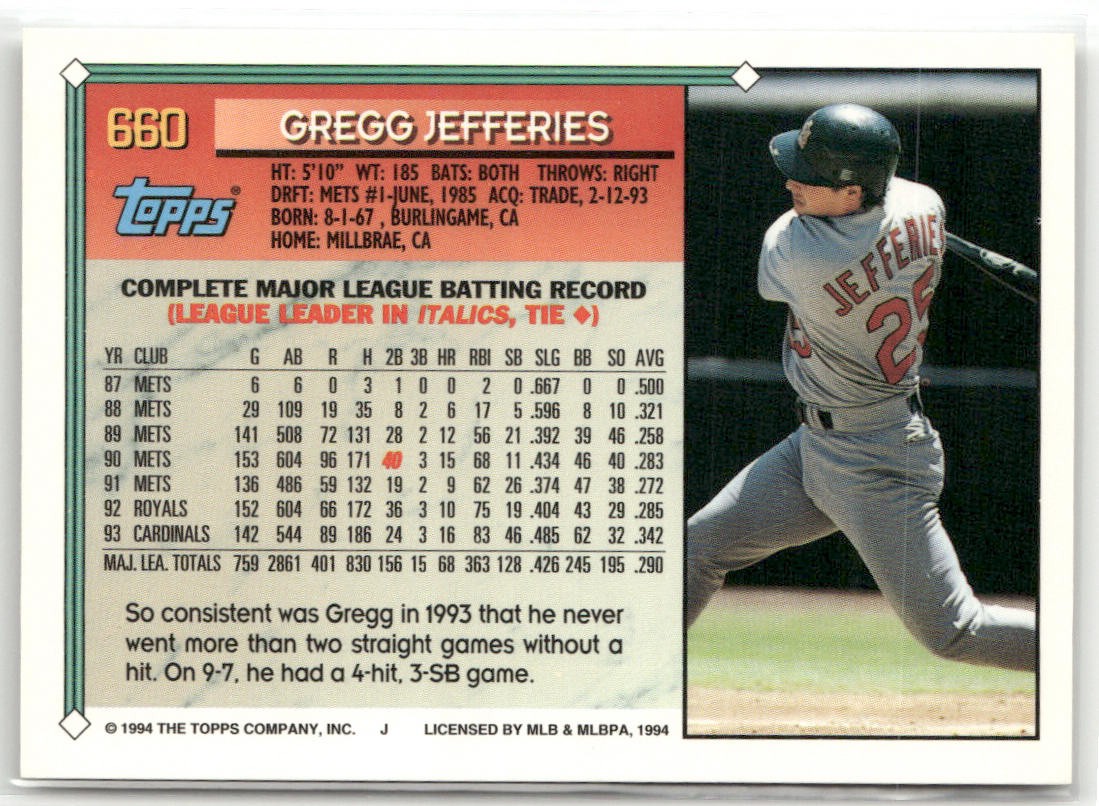 660
GREGG JEFFERIES
TOPPS®
HT: 5'10" WT: 185 BATS: BOTH THROWS: RIGHT
DRFT: METS #1-JUNE, 1985 ACQ: TRADE, 2-12-93
BORN: 8-1-67 , BURLINGAME, CA
HOME: MILLBRAE, CA
COMPLETE MAJOR LEAGUE BATTING RECORD
(LEAGUE LEADER IN ITALICS, TIE ♦)
YR CLUB G AB R H 2B 3B HR RBI SB SLG BB SO AVG
87 METS 6 6 0 3 1 0 0 2 0 .667 0 0 .500
88 METS 29 109 19 35 8 2 6 17 5 .596 8 10 .321
89 METS 141 508 72 131 28 2 12 56 21 .392 39 46 .258
90 METS 153 604 96 171 40 3 15 68 11 .434 46 40 .283
91 METS 136 486 59 132 19 2 9 62 26 .374 47 38 .272
92 ROYALS 152 604 66 172 36 3 10 75 19 .404 43 29 .285
93 CARDINALS 142 544 89 186 24 3 16 83 46 .485 62 32 .342
MAJ. LEA. TOTALS 759 2861 401 830 156 15 68 363 128 .426 245 195 .290
So consistent was Gregg in 1993 that he never
went more than two straight games without a
hit. On 9-7, he had a 4-hit, 3-SB game.
© 1994 THE TOPPS COMPANY, INC. J LICENSED BY MLB & MLBPA, 1994
JEFFERIES
25